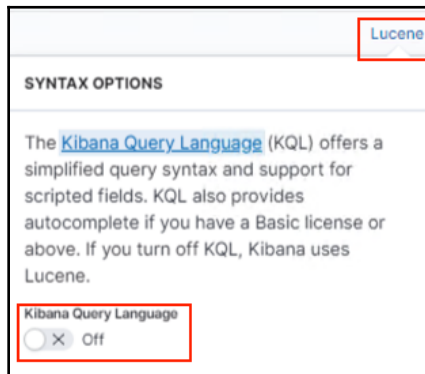 Lucene
SYNTAX OPTIONS
The Kibana Query Language (KQL) offers a
simplified query syntax and support for
scripted fields. KQL also provides
autocomplete if you have a Basic license or
above. If you turn off KQL, Kibana uses
Lucene.
Kibana Query Language
Off